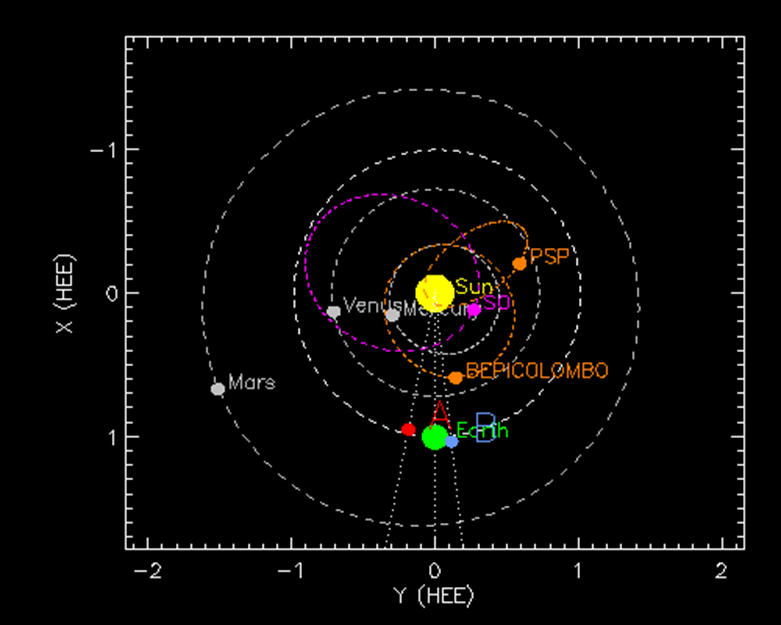 -1
PSP
Sun
0
SO
Venus
Mercury
BEPICOLOMBO
Mars
A
B
1
Earth
-2
-1
0
1
2
X (HEE)
Y (HEE)